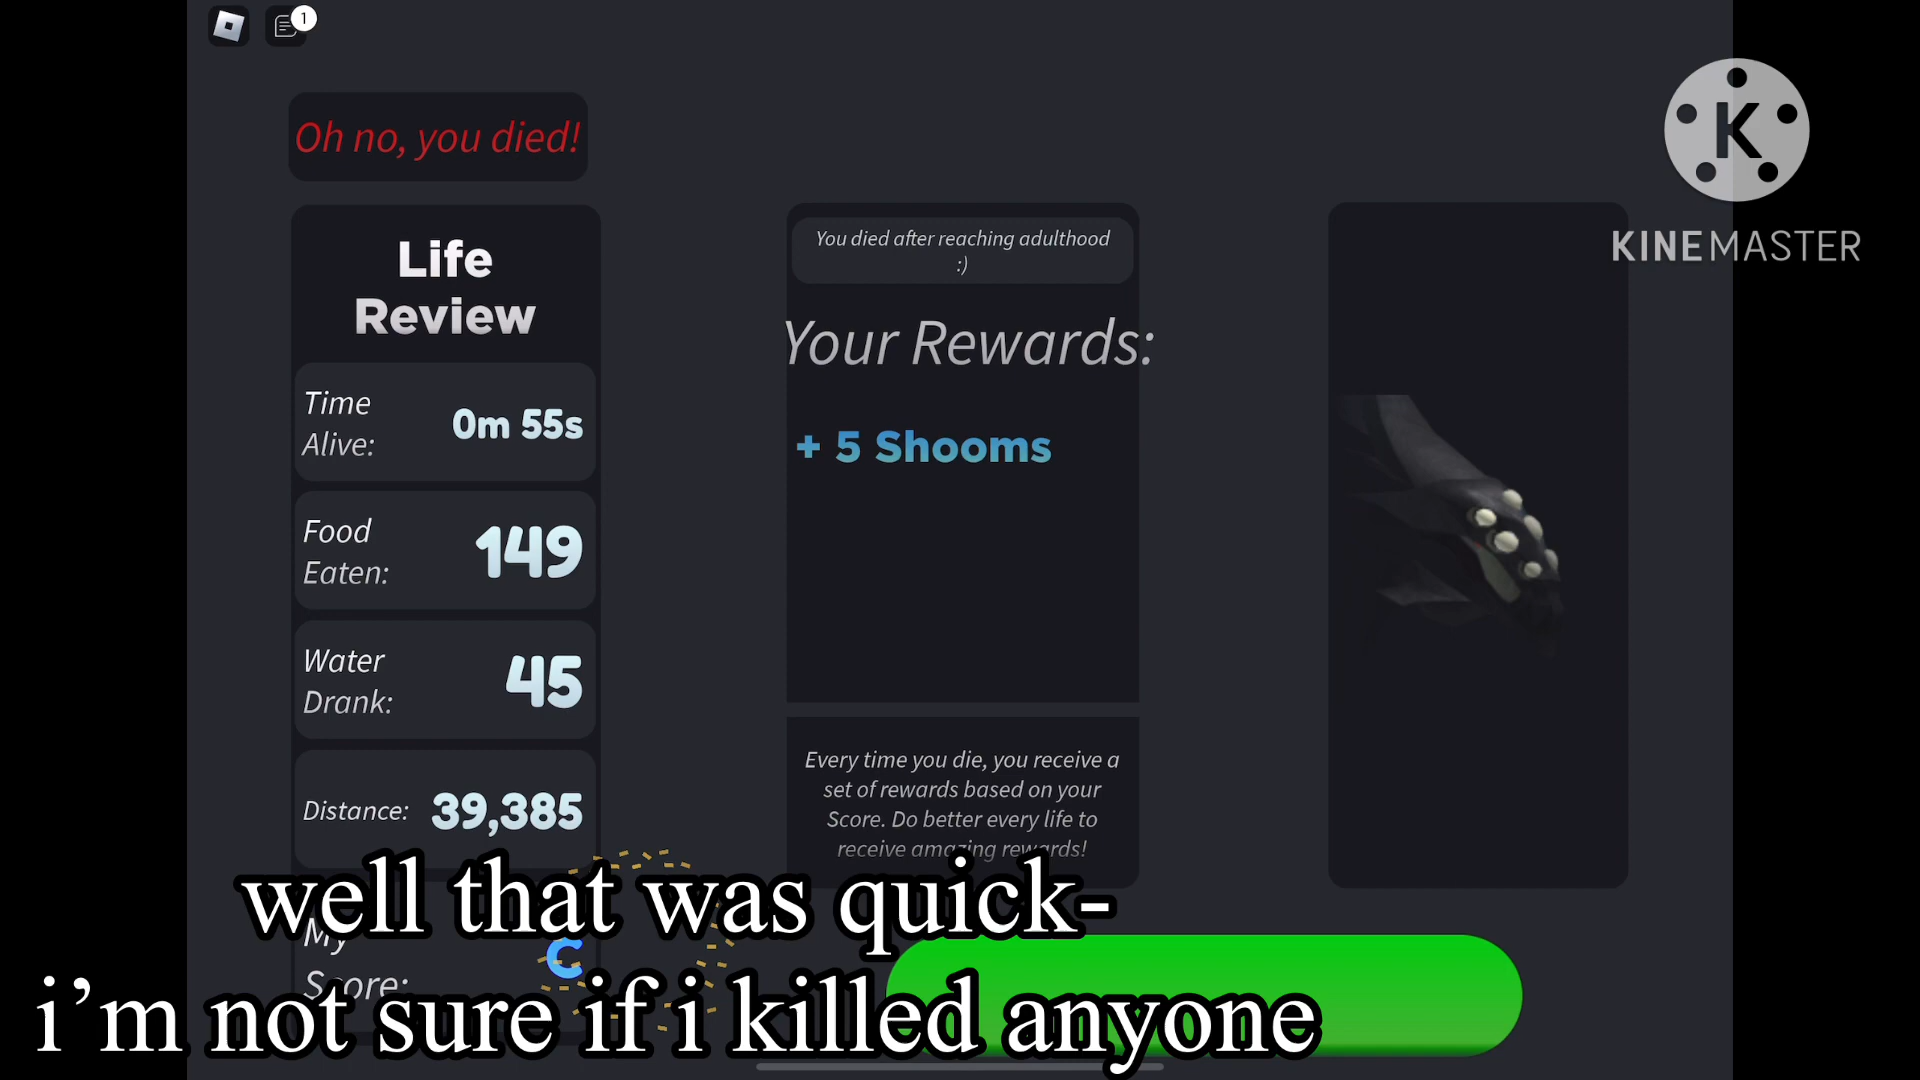 1
Oh no, you died!
Life
Review
Time
Alive:
0m 55s
Food
Eaten:
149
Water
Drank:
45
Distance:
39,385
My
Score:
C
You died after reaching adulthood
:)
Your Rewards:
+ 5 Shooms
Every time you die, you receive a
set of rewards based on your
Score. Do better every life to
receive amazing rewards!
K
KINEMASTER
well that was quick-
i'm not sure if i killed anyone